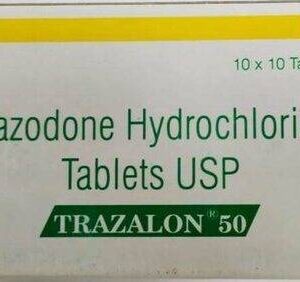 10 x 10 Ta
azodone Hydrochlori
Tablets USP
TRAZALON® 50